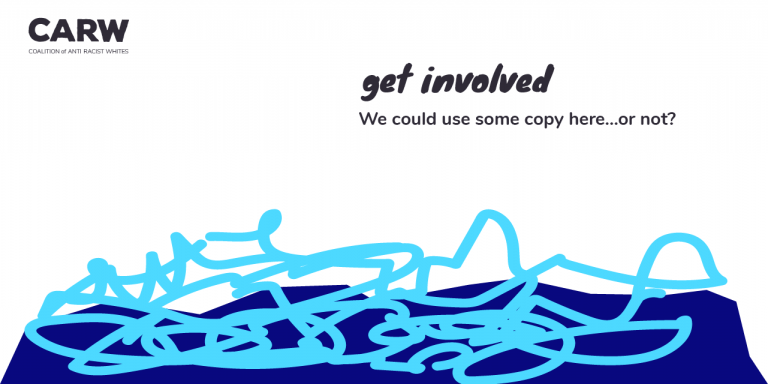 CARW
COALITION of ANTI RACIST WHITES
get involved
We could use some copy here...or not?